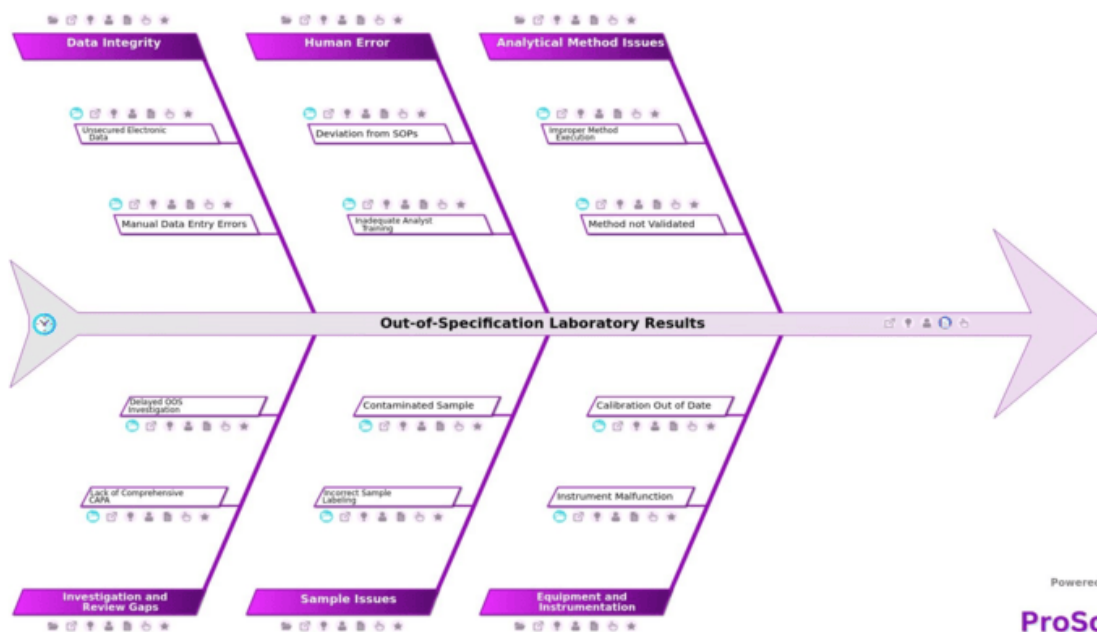 Data Integrity
Human Error
Analytical Method Issues
Unsecured Electronic
Data
Deviation from SOPs
Improper Method
Execution
Manual Data Entry Errors
Inadequate Analyst
Training
Method not Validated
Out-of-Specification Laboratory Results
Delayed OOS
Investigation
Contaminated Sample
Calibration Out of Date
Lack of Comprehensive
CAPA
Incorrect Sample
Labeling
Instrument Malfunction
Investigation and
Review Gaps
Sample Issues
Equipment and
Instrumentation
Powered